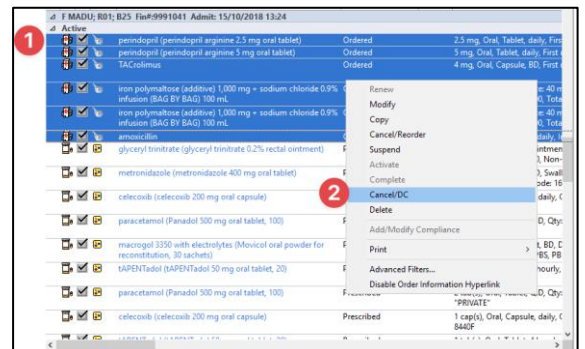 F MADU; R01; B25 Fin#:9991041 Admit: 15/10/2018 13:24
Active
1
perindopril (perindopril arginine 2.5 mg oral tablet) Ordered 2.5 mg, Oral, Tablet, daily, First
perindopril (perindopril arginine 5 mg oral tablet) Ordered 5 mg, Oral, Tablet, daily, First
TACrolimus Ordered 4 mg, Oral, Capsule, BD, First
iron polymaltose (additive) 1,000 mg + sodium chloride 0.9%
infusion (BAG BY BAG) 100 mL
iron polymaltose (additive) 1,000 mg + sodium chloride 0.9%
infusion (BAG BY BAG) 100 mL
amoxicillin
glyceryl trinitrate (glyceryl trinitrate 0.2% rectal ointment)
metronidazole (metronidazole 400 mg oral tablet)
celecoxib (celecoxib 200 mg oral capsule)
paracetamol (Panadol 500 mg oral tablet, 100)
macrogol 3350 with electrolytes (Movicol oral powder for
reconstitution, 30 sachets)
tAPENTadol (tAPENTadol 50 mg oral tablet, 20)
paracetamol (Panadol 500 mg oral tablet, 100)
"PRIVATE"
celecoxib (celecoxib 200 mg oral capsule) Prescribed 1 cap(s), Oral, Capsule, daily,
8440F
Renew
Modify
Copy
Cancel/Reorder
Suspend
Activate
Complete
2
Cancel/DC
Delete
Add/Modify Compliance
Print
Advanced Filters...
Disable Order Information Hyperlink